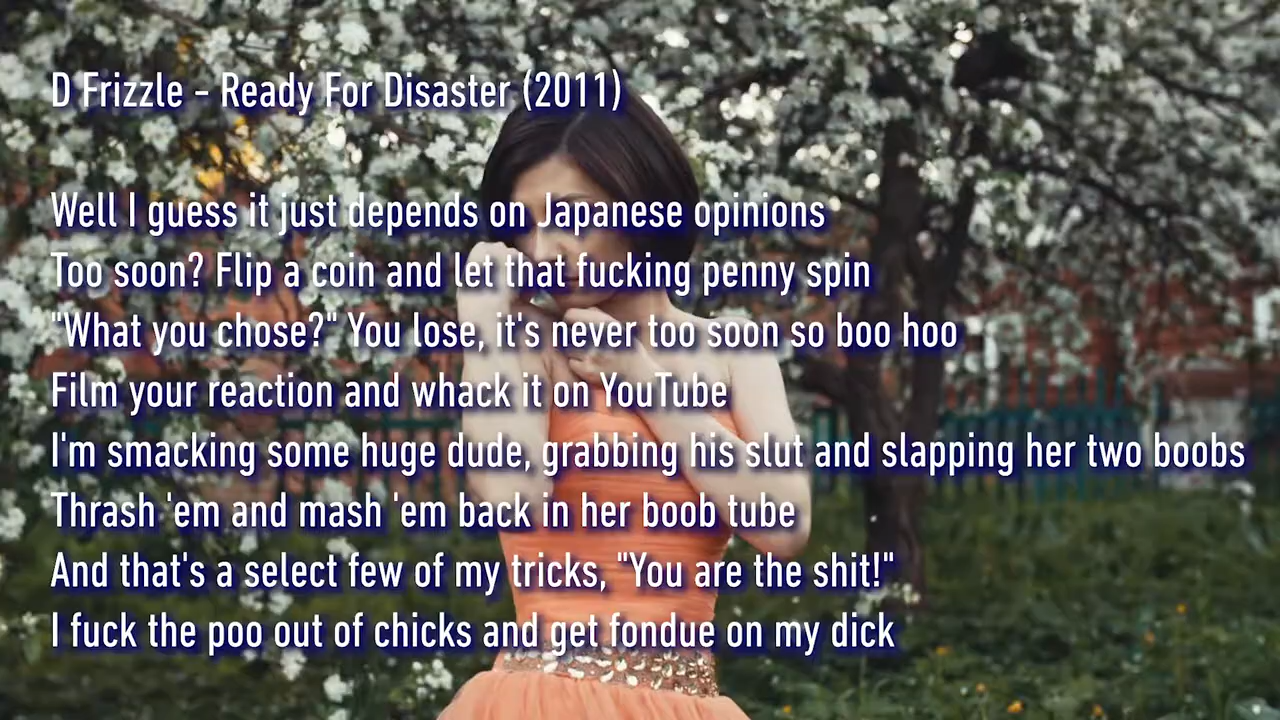 D Frizzle - Ready For Disaster (2011)
Well I guess it just depends on Japanese opinions
Too soon? Flip a coin and let that fucking penny spin
"What you chose?" You lose, it's never too soon so boo hoo
Film your reaction and whack it on YouTube
I'm smacking some huge dude, grabbing his slut and slapping her two boobs
Thrash 'em and mash 'em back in her boob tube
And that's a select few of my tricks, "You are the shit!"
I fuck the poo out of chicks and get fondue on my dick